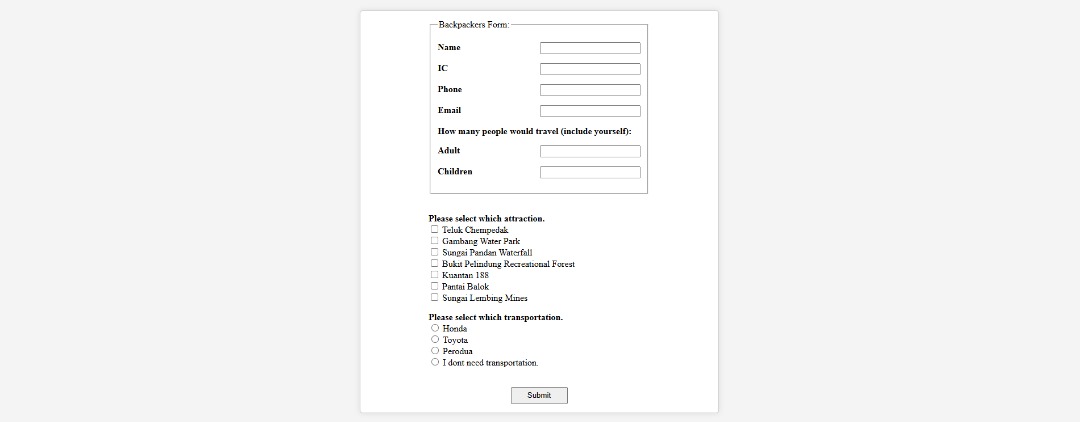 Backpackers Form:
Name
IC
Phone
Email
How many people would travel (include yourself):
Adult
Children
Please select which attraction.
Teluk Chempedak
Gambang Water Park
Sungai Pandan Waterfall
Bukit Pelindung Recreational Forest
Kuantan 188
Pantai Balok
Sungai Lembing Mines
Please select which transportation.
Honda
Toyota
Perodua
I dont need transportation.
Submit